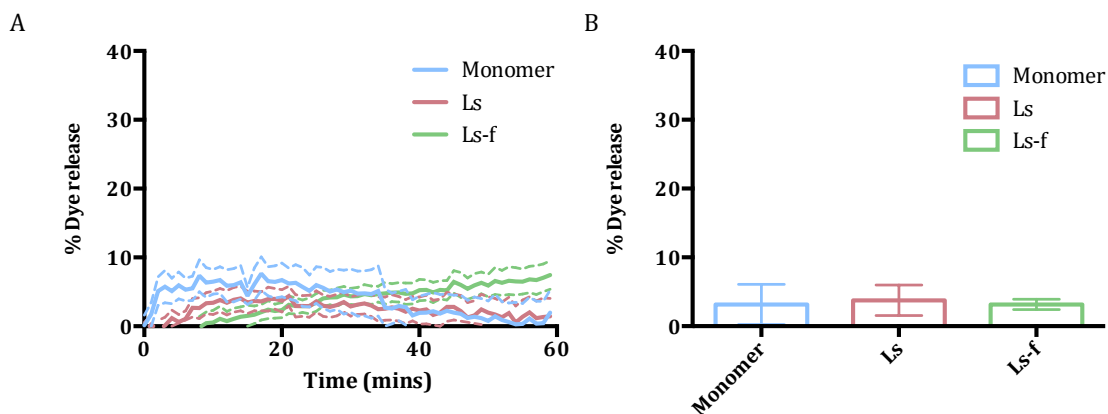 A
B
40
30
20
10
0
% Dye release
Monomer
Ls
Ls-f
0
20
40
60
Time (mins)
40
30
20
10
0
% Dye release
Monomer
Ls
Ls-f
Monomer
Ls
Ls-f